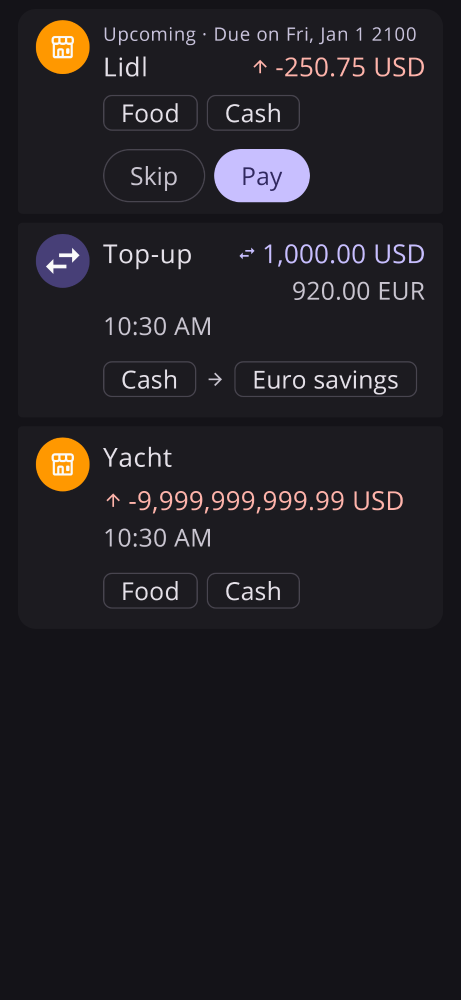 Upcoming · Due on Fri, Jan 1 2100
Lidl ↑ -250.75 USD
Food Cash
Skip Pay
Top-up 1,000.00 USD
920.00 EUR
10:30 AM
Cash → Euro savings
Yacht
↑ -9,999,999,999.99 USD
10:30 AM
Food Cash